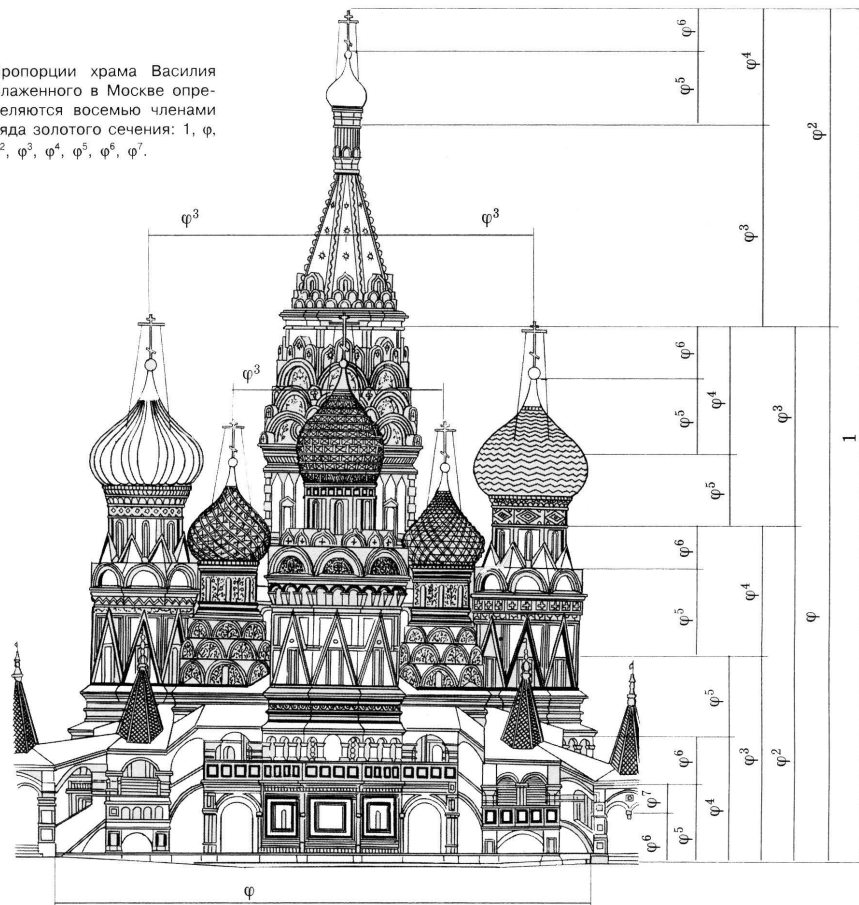 ропорции храма Василия
лаженного в Москве опре-
еляются восемью членами
яда золотого сечения: 1, φ,
², φ³, φ⁴, φ⁵, φ⁶, φ⁷.
φ⁶
φ⁴
φ⁵
φ²
φ³
φ³
φ³
φ⁶
φ³
φ⁴
φ⁵
φ³
1
φ⁵
φ⁶
φ⁴
φ
φ⁵
φ⁵
φ⁶
φ³
φ²
φ⁷
φ⁴
φ⁵
φ⁶
φ